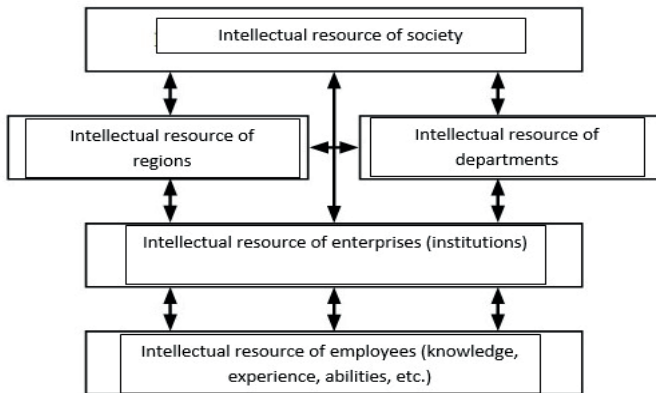 Intellectual resource of society
Intellectual resource of
regions
Intellectual resource of
departments
Intellectual resource of enterprises (institutions)
Intellectual resource of employees (knowledge,
experience, abilities, etc.)